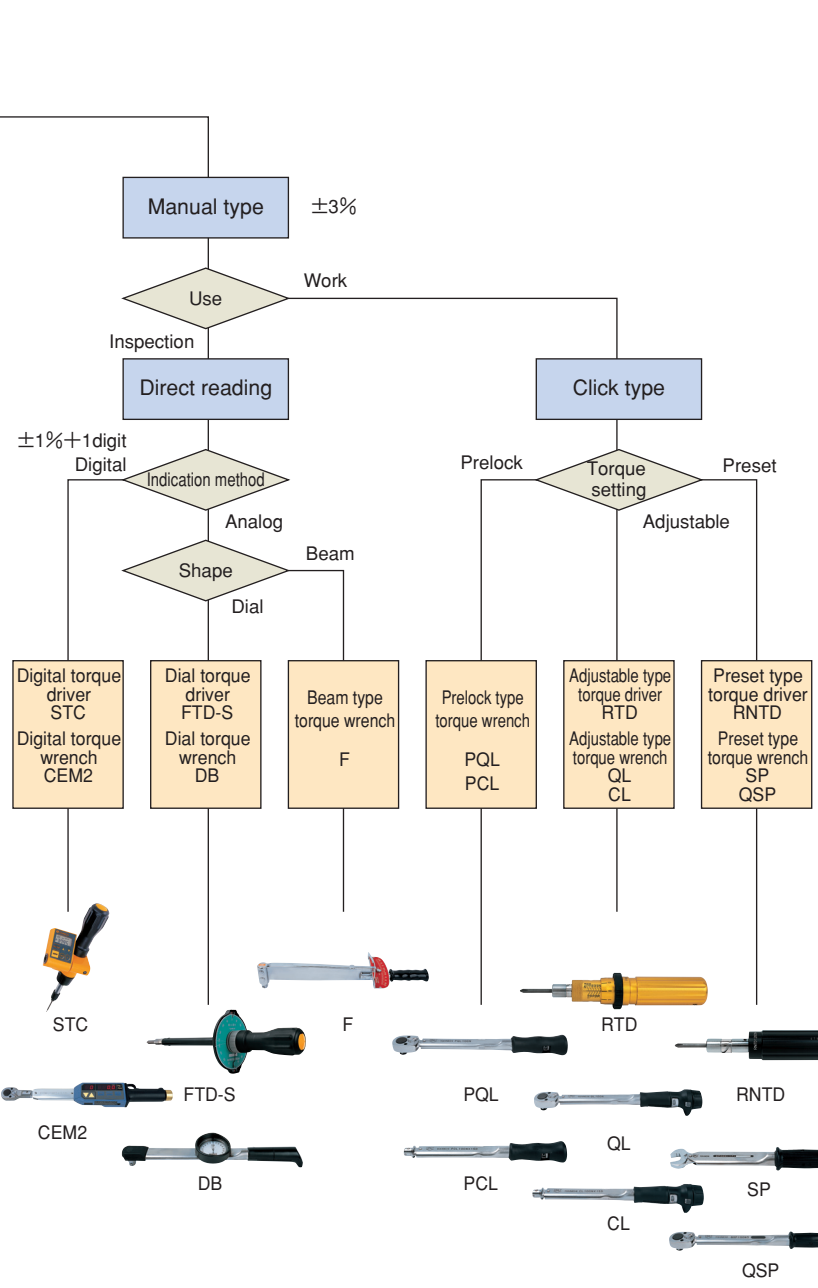 Manual type
±3%
Use
Work
Inspection
Direct reading
Click type
±1%+1digit
Digital
Indication method
Analog
Prelock
Torque
setting
Preset
Adjustable
Shape
Beam
Dial
Digital torque
driver
STC
Digital torque
wrench
CEM2
Dial torque
driver
FTD-S
Dial torque
wrench
DB
Beam type
torque wrench
F
Prelock type
torque wrench
PQL
PCL
Adjustable type
torque driver
RTD
Adjustable type
torque wrench
QL
CL
Preset type
torque driver
RNTD
Preset type
torque wrench
SP
QSP
STC
F
RTD
FTD-S
PQL
RNTD
CEM2
QL
DB
PCL
SP
CL
QSP